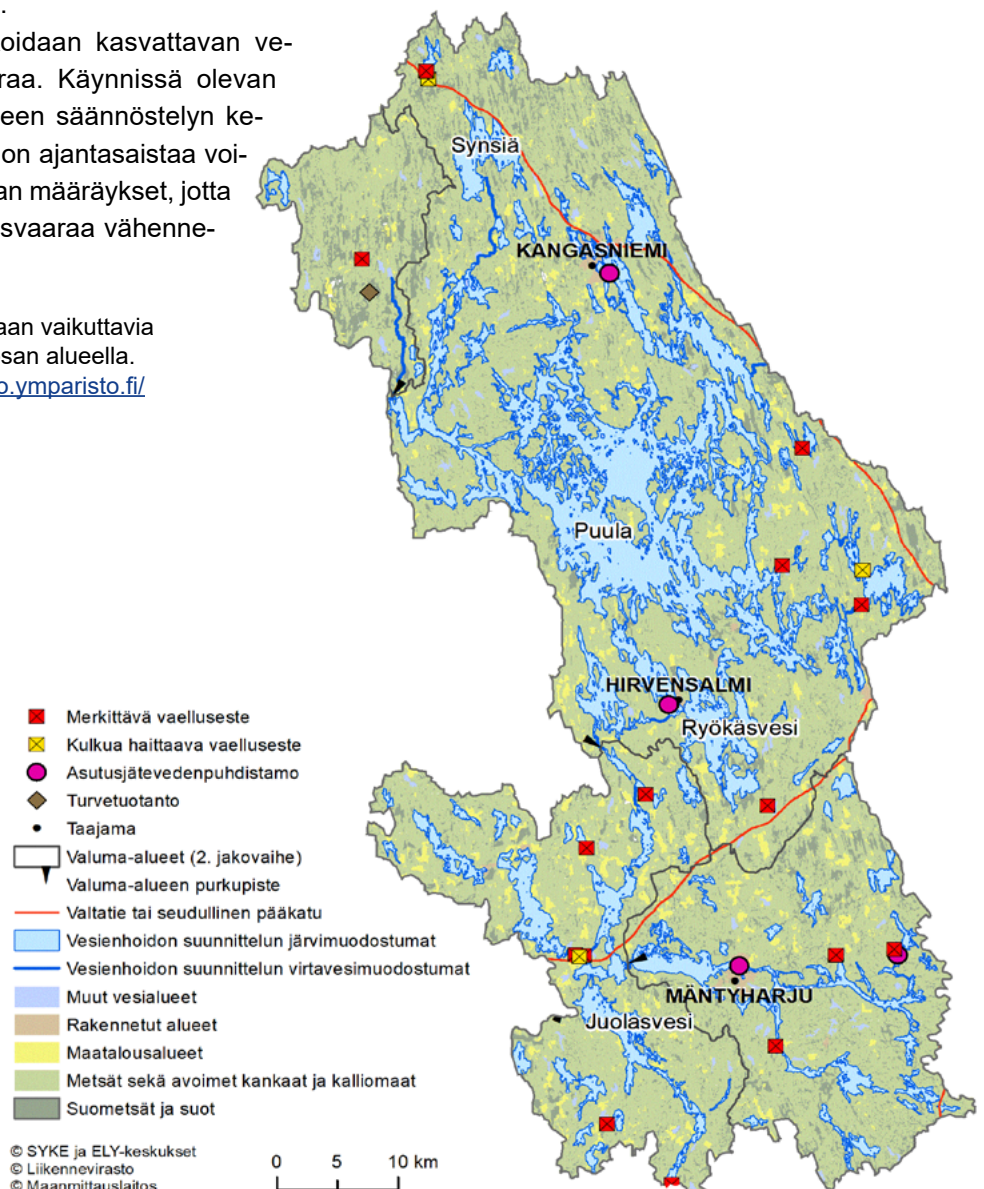 .
oidaan kasvattavan ve-
raa. Käynnissä olevan
een säännöstelyn ke-
on ajantasaistaa voi-
an määräykset, jotta
svaaraa vähenne-
aan vaikuttavia
san alueella.
o.ymparisto.fi/
Synsiä
KANGASNIEMI
Puula
HIRVENSALMI
Ryökäsvesi
MÄNTYHARJU
Juolasvesi
Merkittävä vaelluseste
Kulkua haittaava vaelluseste
Asutusjätevedenpuhdistamo
Turvetuotanto
Taajama
Valuma-alueet (2. jakovaihe)
Valuma-alueen purkupiste
Valtatie tai seudullinen pääkatu
Vesienhoidon suunnittelun järvimuodostumat
Vesienhoidon suunnittelun virtavesimuodostumat
Muut vesialueet
Rakennetut alueet
Maatalousalueet
Metsät sekä avoimet kankaat ja kalliomaat
Suometsät ja suot
© SYKE ja ELY-keskukset
© Liikennevirasto
© Maanmittauslaitos
0 5 10 km